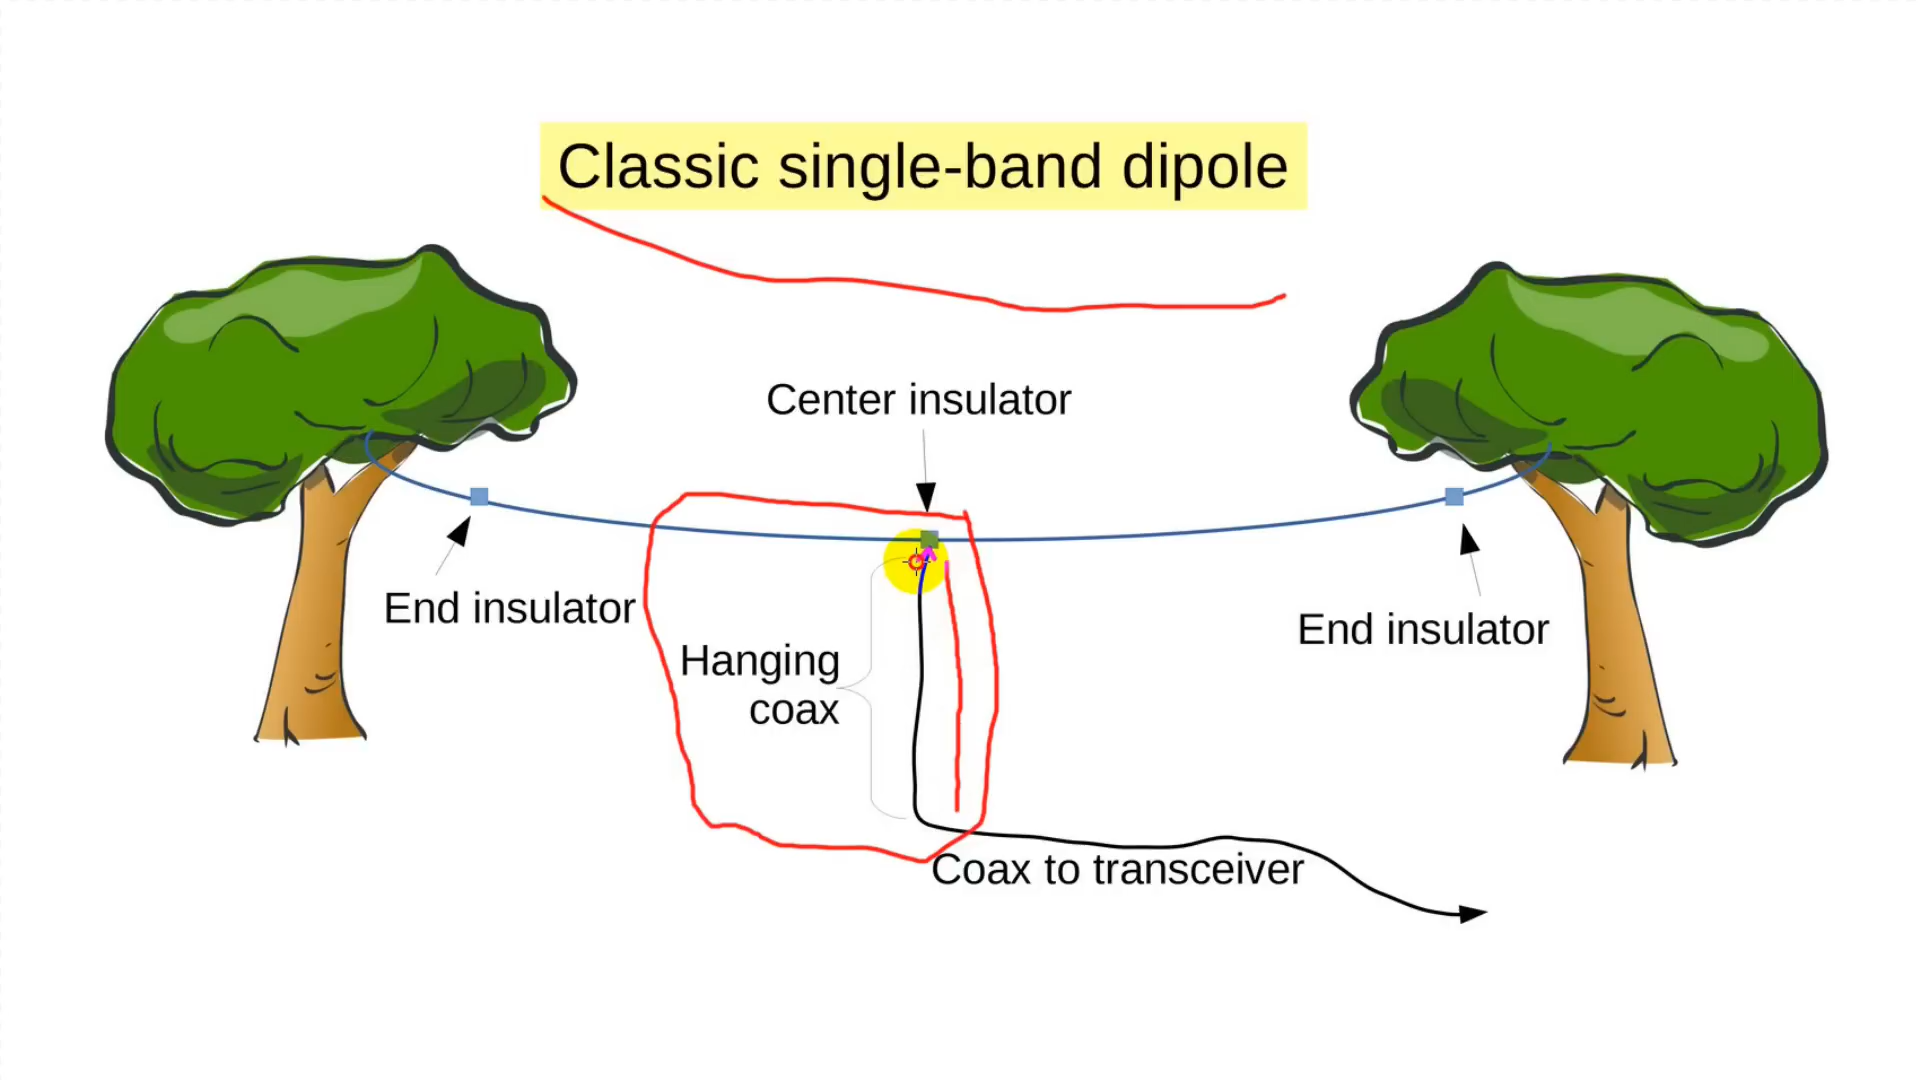 Classic single-band dipole
Center insulator
End insulator
End insulator
Hanging
coax
Coax to transceiver